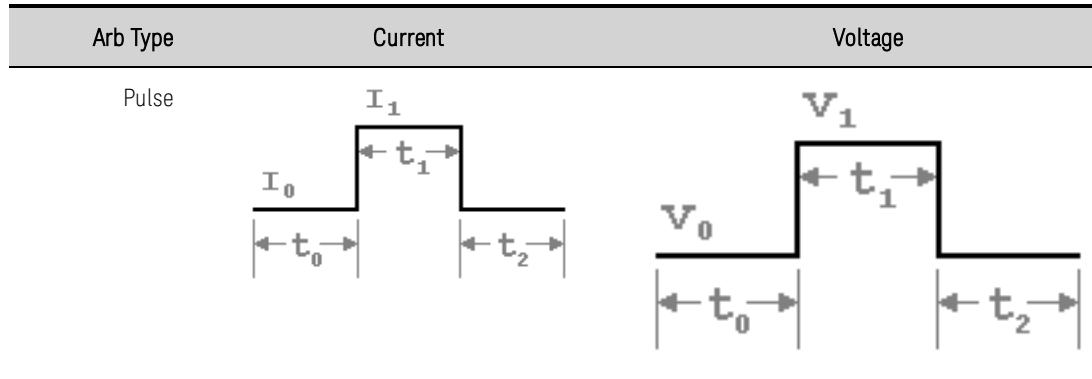 Arb Type Current Voltage
Pulse
I₁
t₁
I₀
t₀
t₂
V₁
t₁
V₀
t₀
t₂